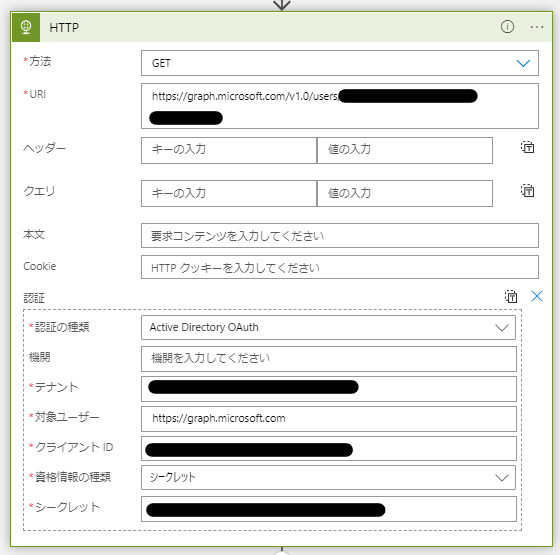 HTTP
*方法 GET
*URI https://graph.microsoft.com/v1.0/users/
ヘッダー キーの入力 値の入力
クエリ キーの入力 値の入力
本文 要求コンテンツを入力してください
Cookie HTTP クッキーを入力してください
認証
*認証の種類 Active Directory OAuth
機関 機関を入力してください
*テナント
*対象ユーザー https://graph.microsoft.com
*クライアント ID
*資格情報の種類 シークレット
*シークレット